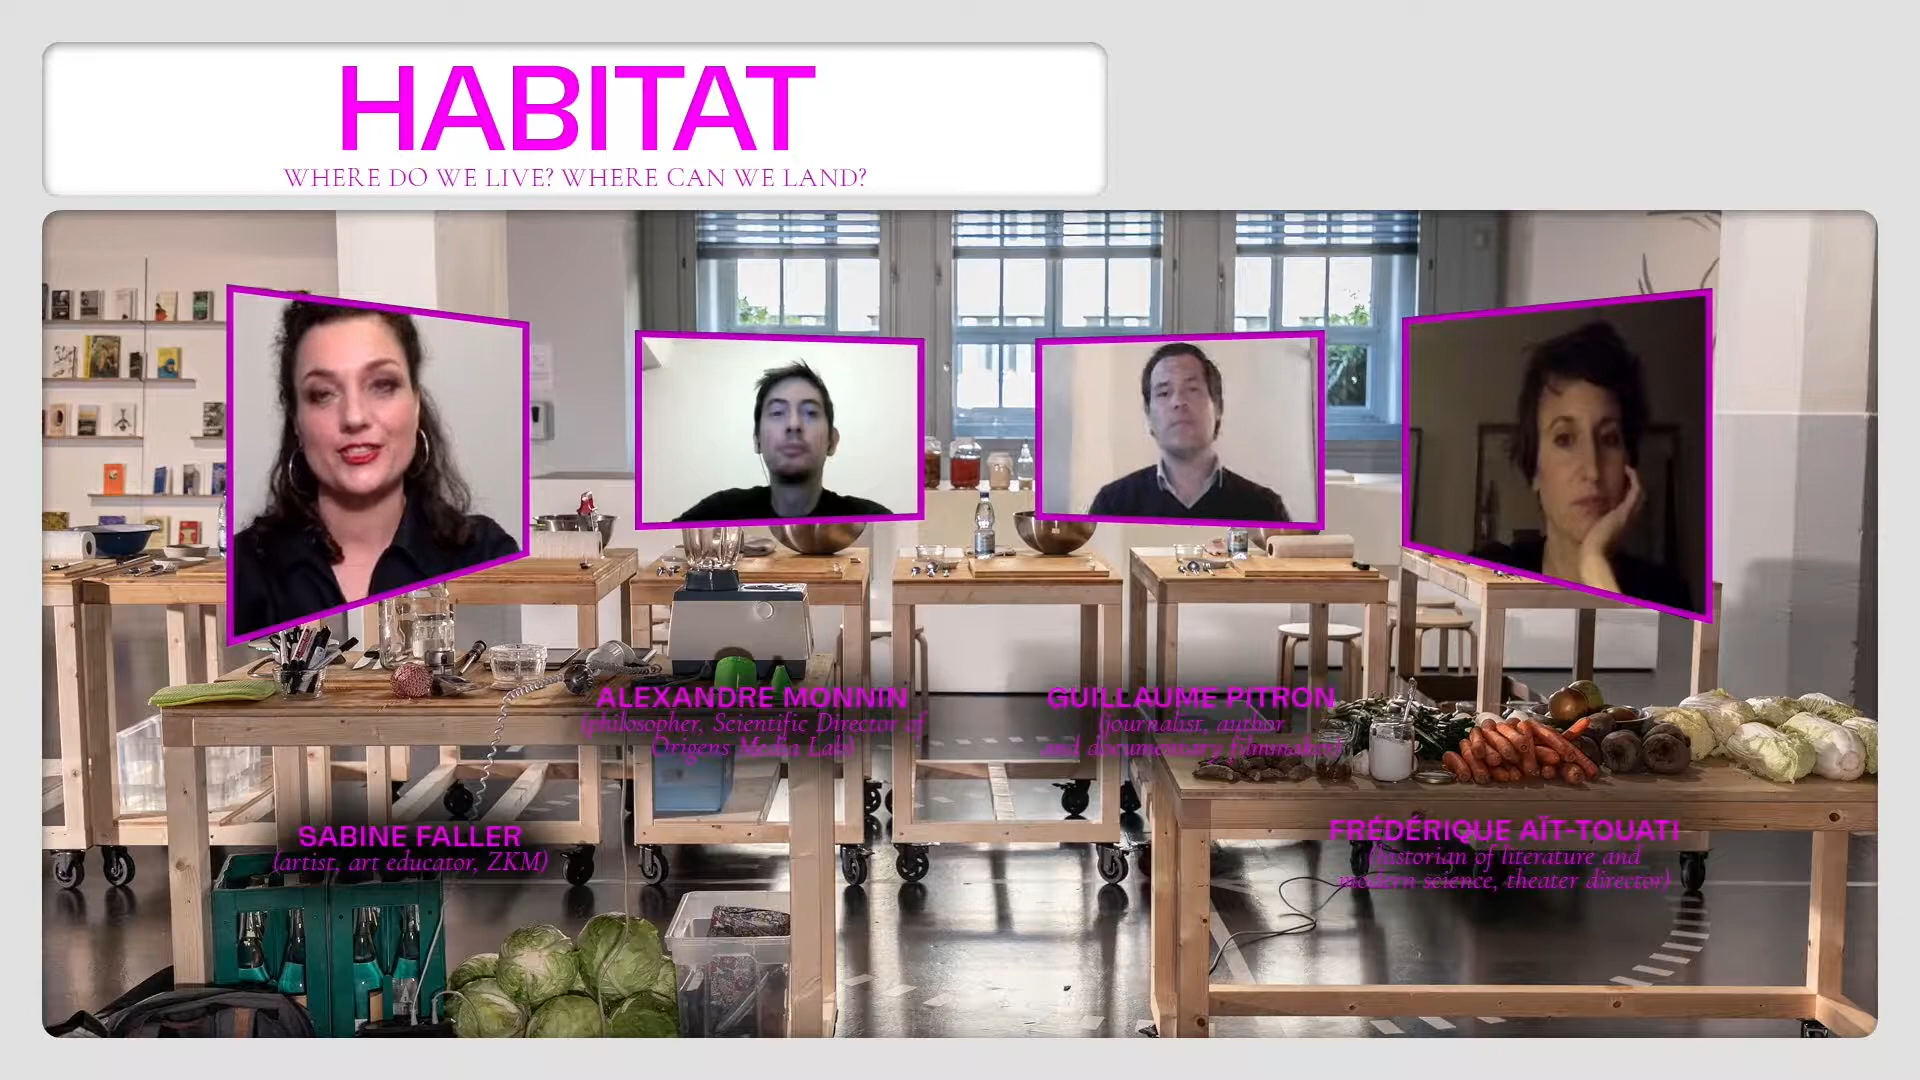 HABITAT
WHERE DO WE LIVE? WHERE CAN WE LAND?
ALEXANDRE MONNIN
(philosopher, Scientific Director of
Origens Media Lab)
GUILLAUME PITRON
(journalist, author
and documentary filmmaker)
SABINE FALLER
(artist, art educator, ZKM)
FRÉDÉRIQUE AÏT-TOUATI
(historian of literature and
modern science, theater director)